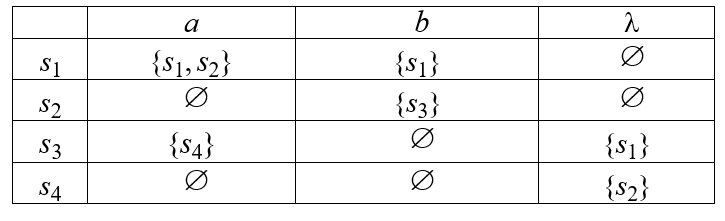 a b λ
s1 {s1, s2} {s1} ∅
s2 ∅ {s3} ∅
s3 {s4} ∅ {s1}
s4 ∅ ∅ {s2}